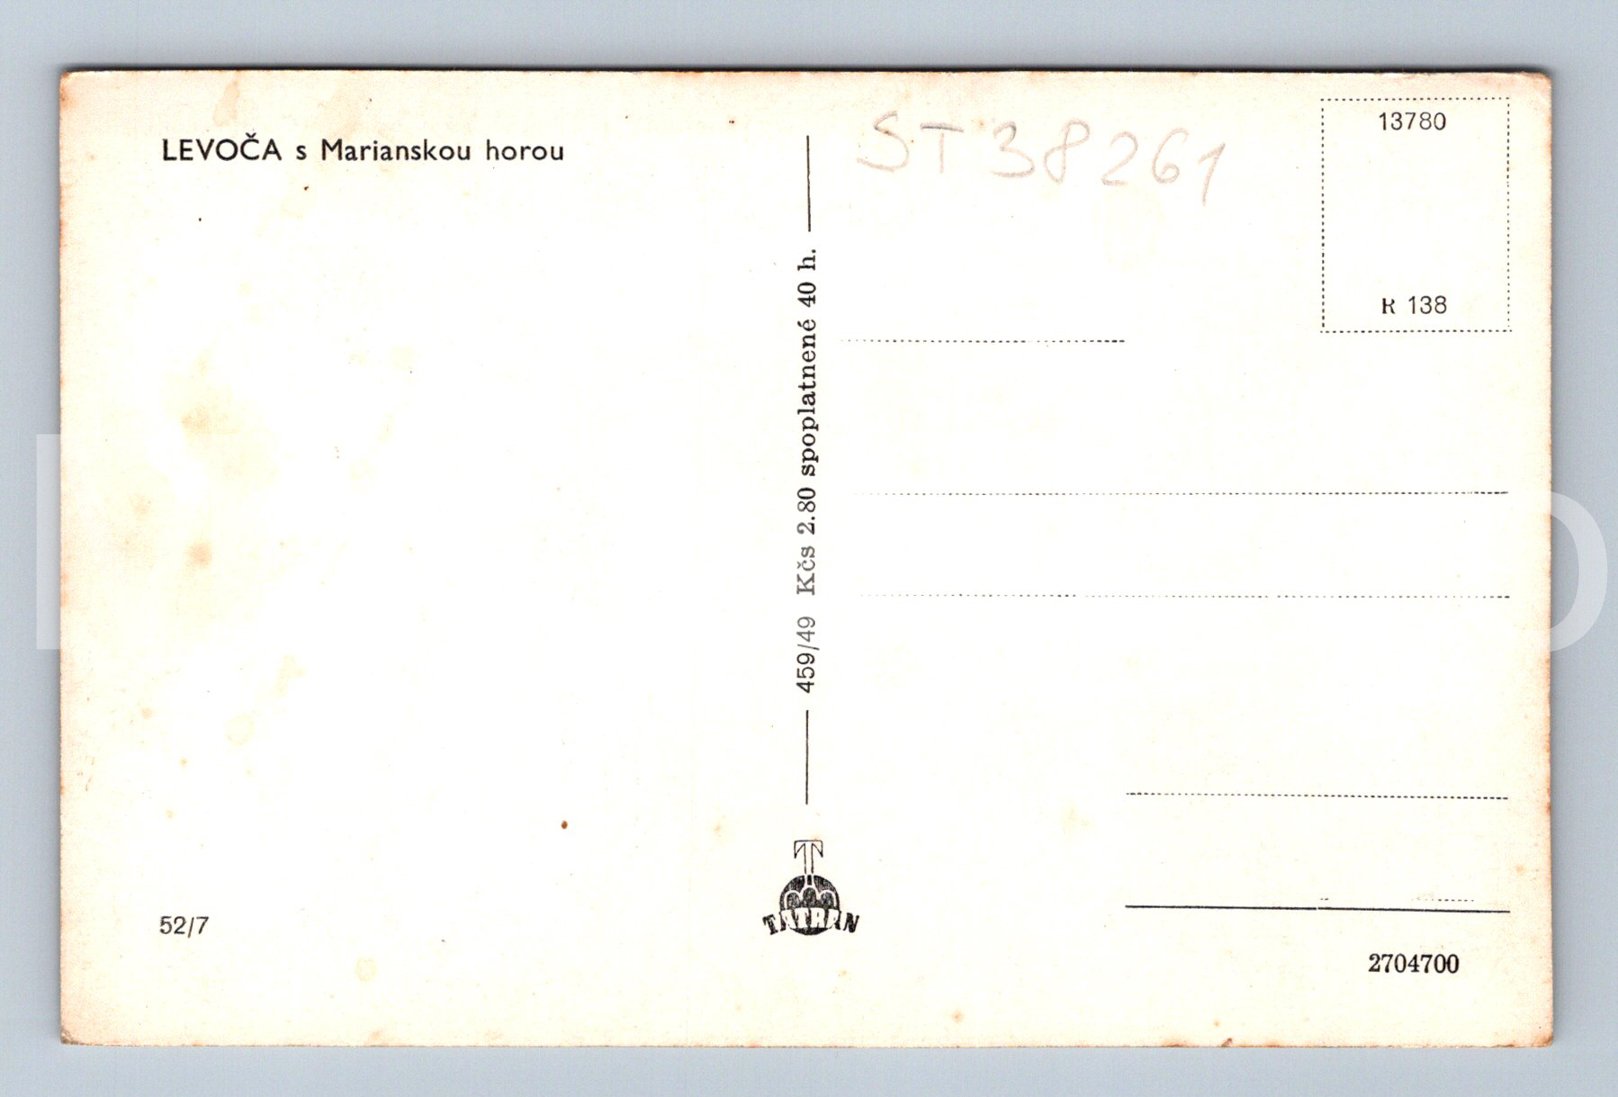 LEVOČA s Marianskou horou
52/7
459/49 Kčs 2.80 spoplatnené 40 h.
TATRAN
ST38261
13780
R 138
2704700